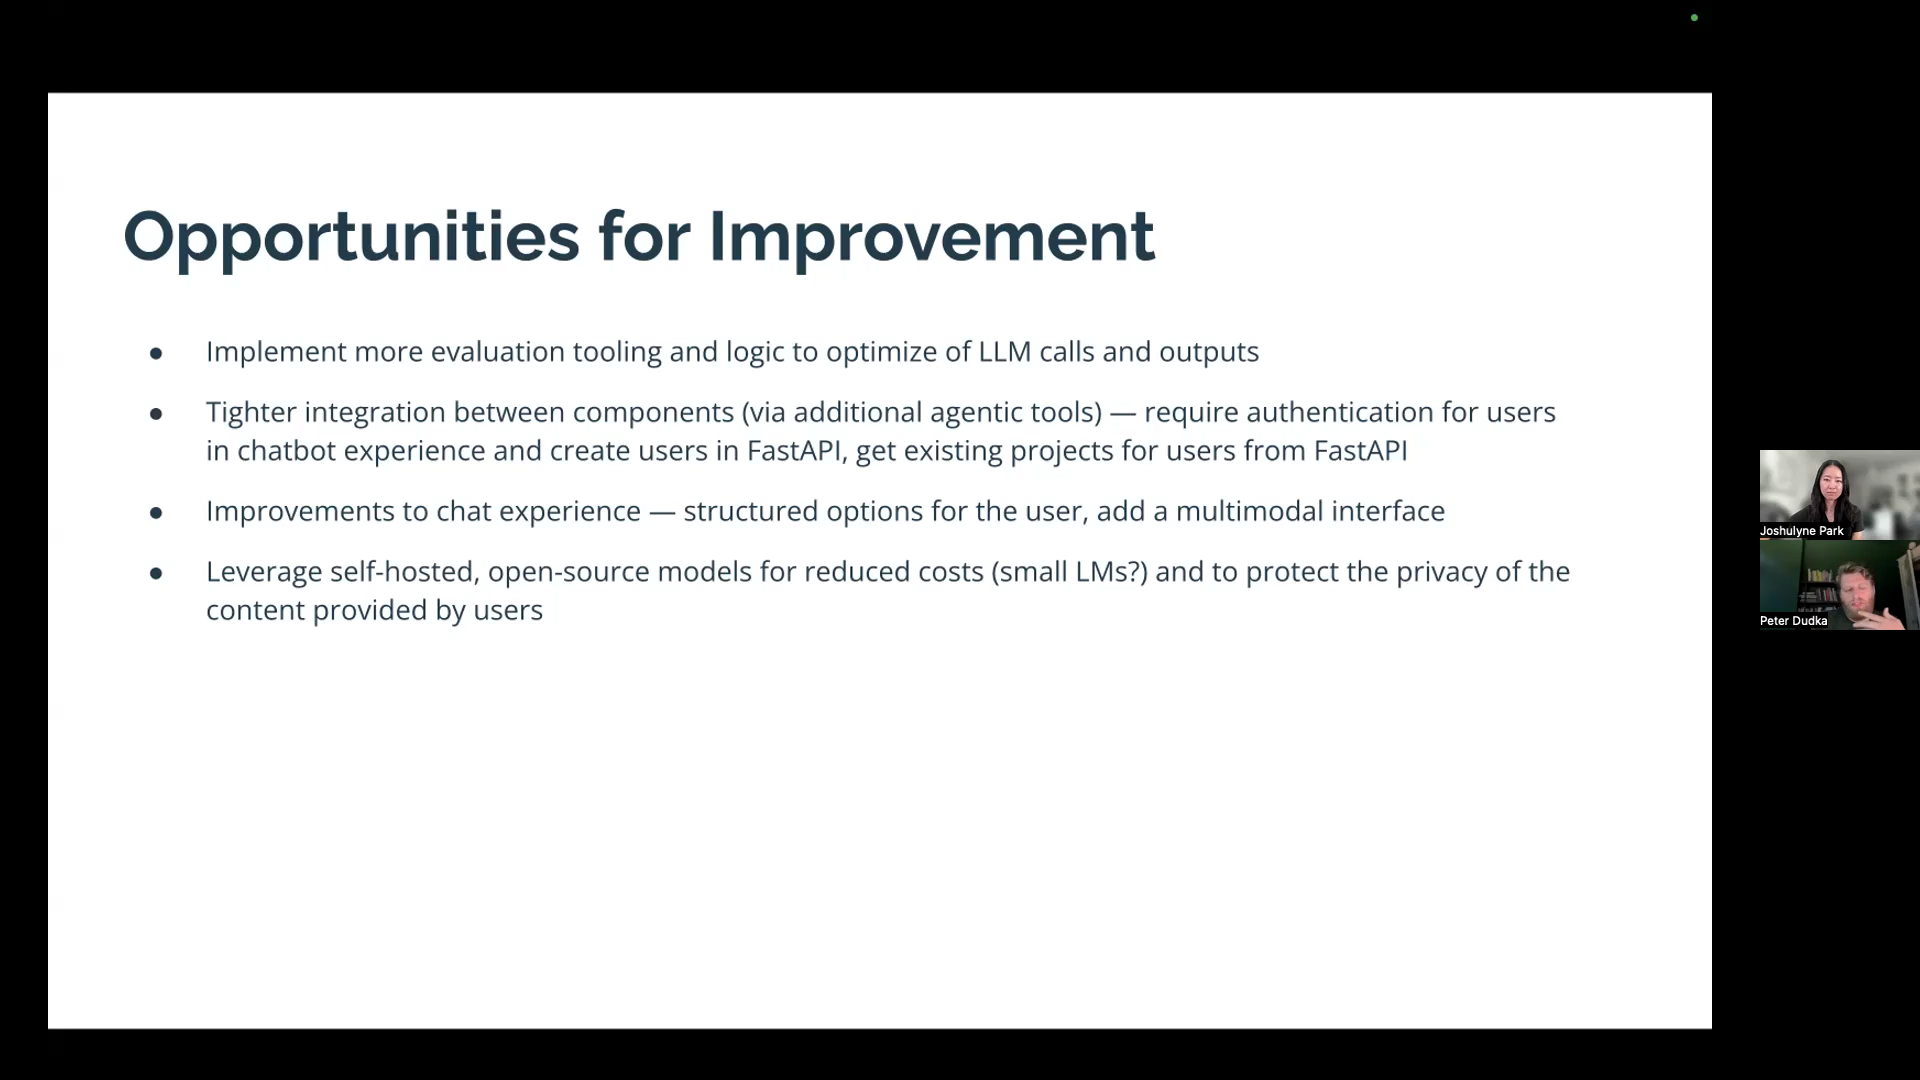 Opportunities for Improvement
● Implement more evaluation tooling and logic to optimize of LLM calls and outputs
● Tighter integration between components (via additional agentic tools) — require authentication for users
in chatbot experience and create users in FastAPI, get existing projects for users from FastAPI
● Improvements to chat experience — structured options for the user, add a multimodal interface
● Leverage self-hosted, open-source models for reduced costs (small LMs?) and to protect the privacy of the
content provided by users
Joshulyne Park
Peter Dudka